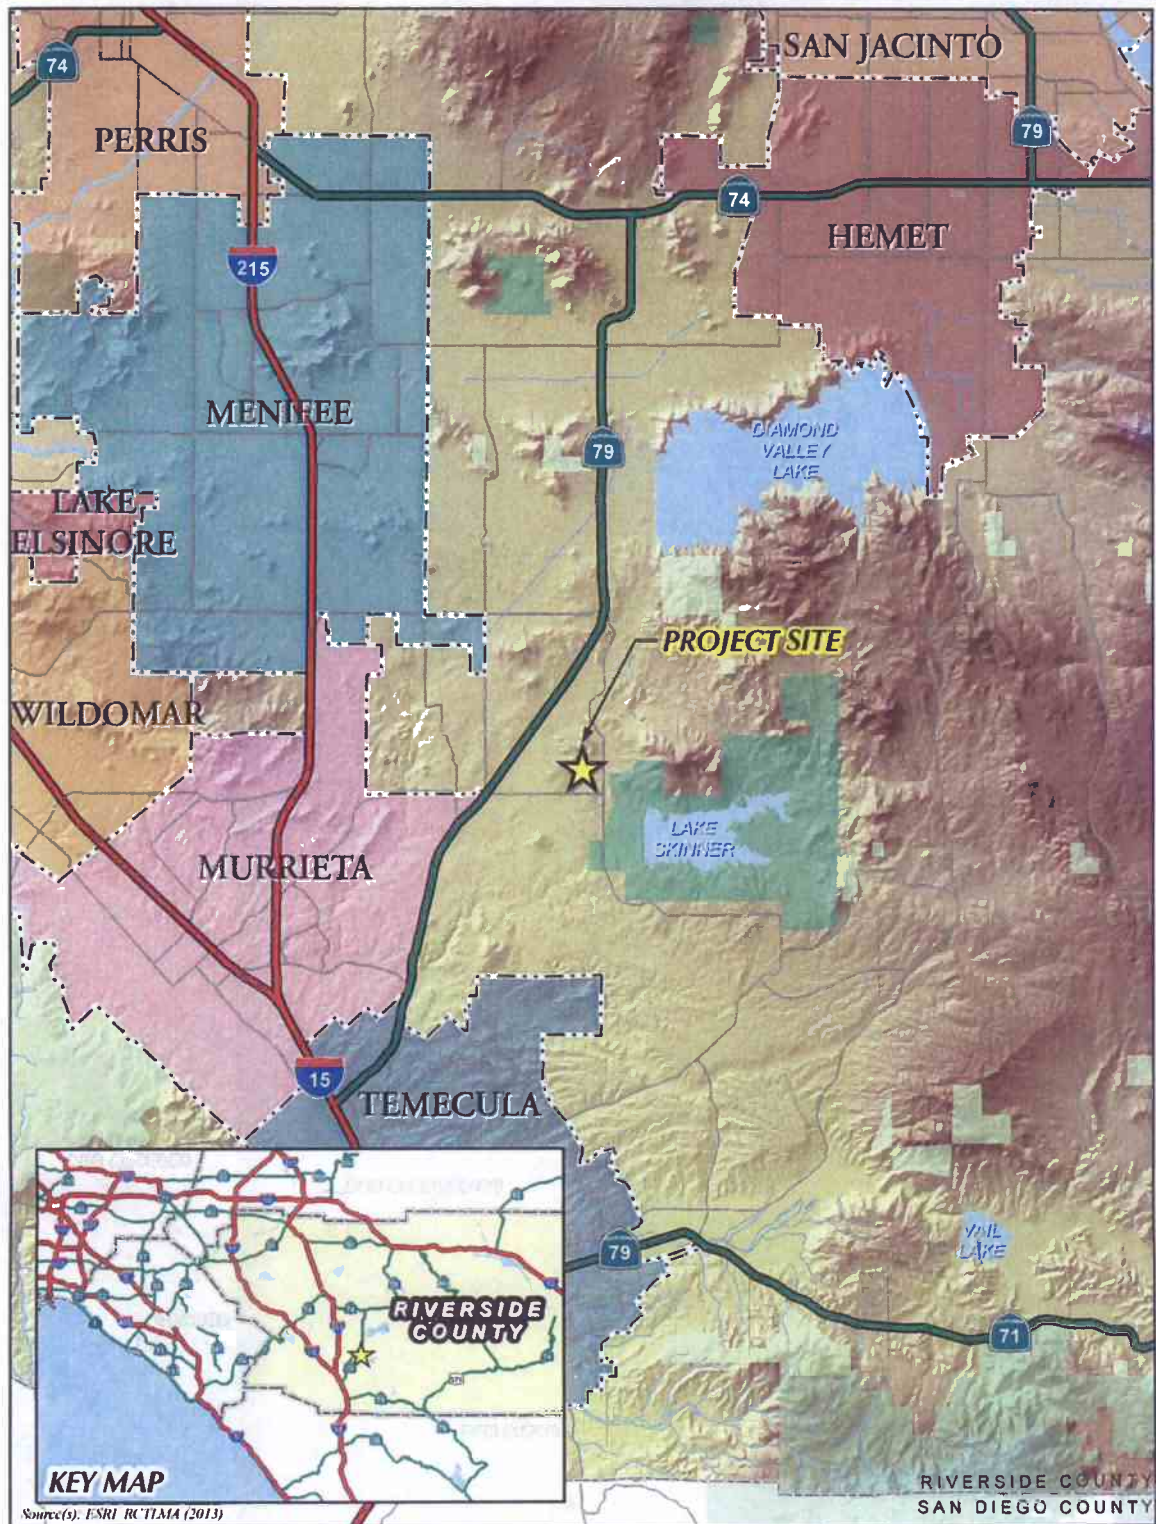 SAN JACINTO
74
PERRIS
79
74
HEMET
215
MENIFEE
DIAMOND
VALLEY
LAKE
79
LAKE
ELSINORE
PROJECT SITE
WILDOMAR
LAKE
SKINNER
MURRIETA
15
TEMECULA
79
VAIL
LAKE
RIVERSIDE
COUNTY
71
KEY MAP
RIVERSIDE COUNTY
SAN DIEGO COUNTY
Source(s): ESRI, RCTLMA (2013)